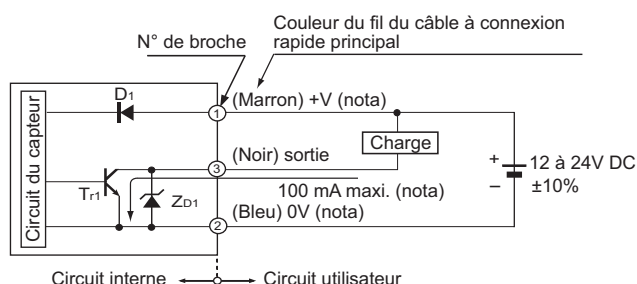 Couleur du fil du câble à connexion
rapide principal
N° de broche
D1
1
(Marron) +V (nota)
Charge
Circuit du capteur
3
(Noir) sortie
+
12 à 24V DC
Tr1
ZD1
100 mA maxi. (nota)
–
±10%
(Bleu) 0V (nota)
2
Circuit interne
Circuit utilisateur